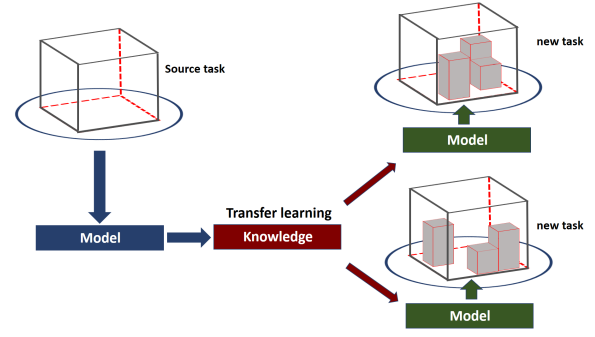 Source task
new task
Model
Transfer learning
Model
Knowledge
new task
Model